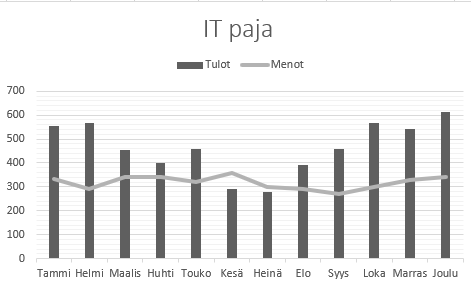 IT paja
Tulot Menot
700
600
500
400
300
200
100
0
Tammi Helmi Maalis Huhti Touko Kesä Heinä Elo Syys Loka Marras Joulu